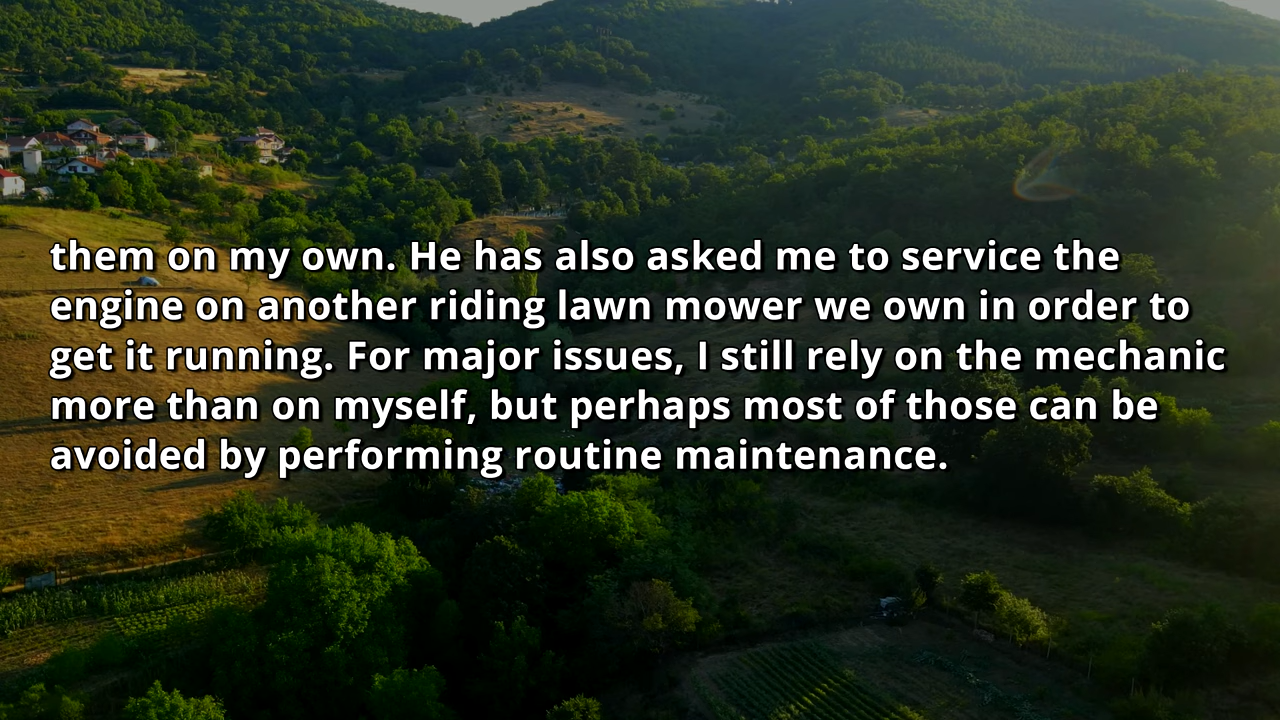 them on my own. He has also asked me to service the
engine on another riding lawn mower we own in order to
get it running. For major issues, I still rely on the mechanic
more than on myself, but perhaps most of those can be
avoided by performing routine maintenance.